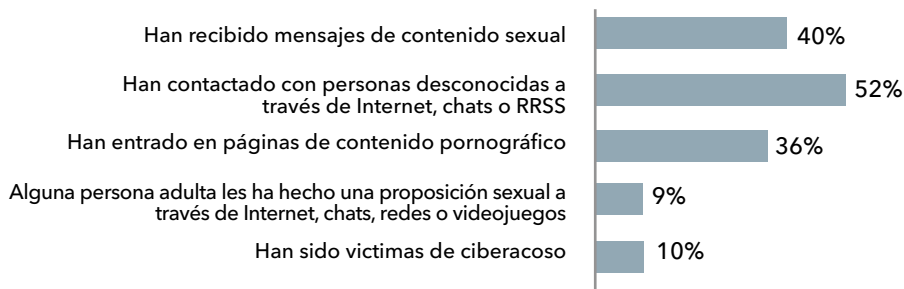 Han recibido mensajes de contenido sexual
40%
Han contactado con personas desconocidas a
través de Internet, chats o RRSS
52%
Han entrado en páginas de contenido pornográfico
36%
Alguna persona adulta les ha hecho una proposición sexual a
través de Internet, chats, redes o videojuegos
9%
Han sido victimas de ciberacoso
10%